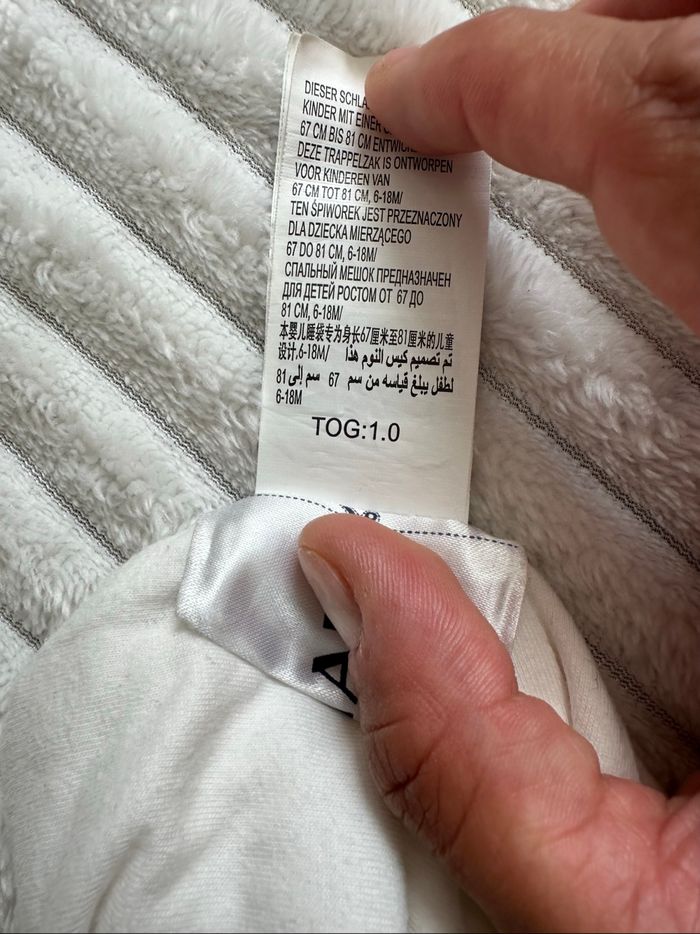 DIESER
KINDER MIT EINER
67 CM BIS 81 CM
DEZE TRAPPELZAK IS ONTWORPEN
VOOR KINDEREN VAN
67 CM TOT 81 CM, 6-18M/
TEN ŚPIWOREK JEST PRZEZNACZONY
DLA DZIECKA MIERZĄCEGO
67 DO 81 CM, 6-18M/
СПАЛЬНЫЙ МЕШОК ПРЕДНАЗНАЧЕН
ДЛЯ ДЕТЕЙ РОСТОМ ОТ 67 ДО
81 CM, 6-18M/
本婴儿睡袋专为身长67厘米至81厘米的儿童
设计,6-18M/ تم تصميم كيس النوم هذا
لطفل يبلغ قياسه من سم 67 سم إلى 81
6-18M
TOG:1.0